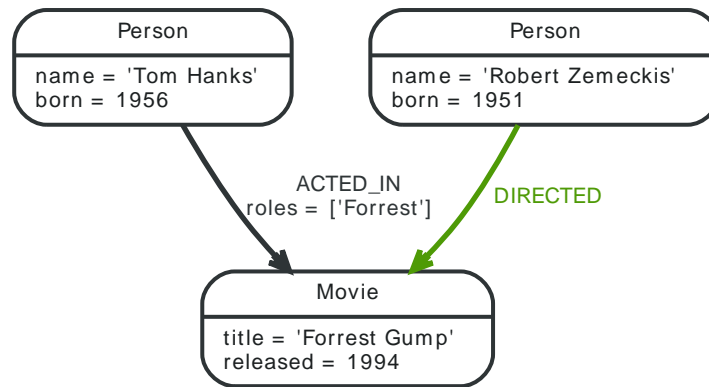 Person
name = 'Tom Hanks'
born = 1956
Person
name = 'Robert Zemeckis'
born = 1951
ACTED_IN
roles = ['Forrest']
DIRECTED
Movie
title = 'Forrest Gump'
released = 1994